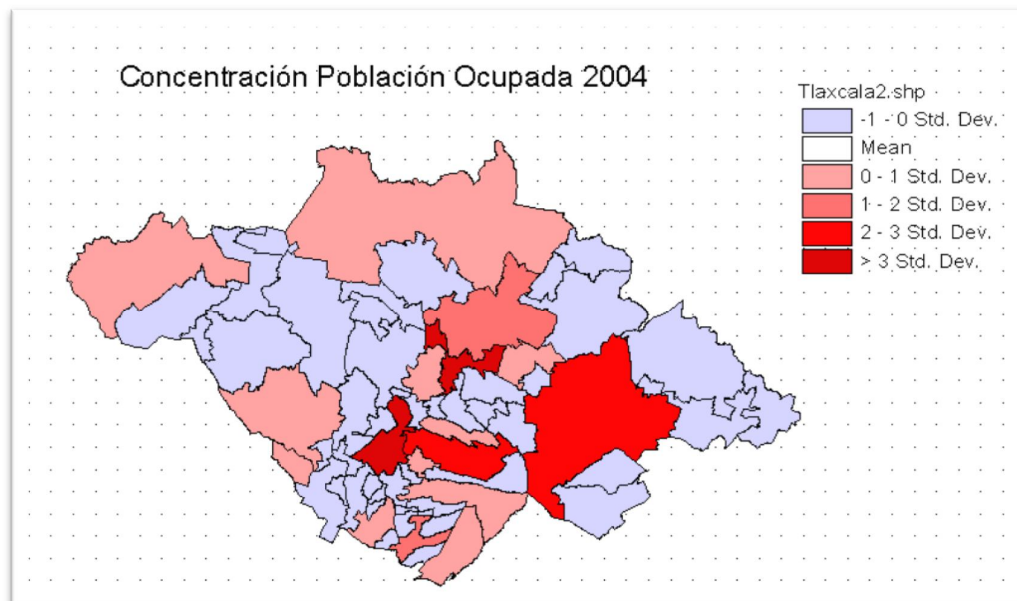 Concentración Población Ocupada 2004
Tlaxcala2.shp
-1 - 0 Std. Dev.
Mean
0 - 1 Std. Dev.
1 - 2 Std. Dev.
2 - 3 Std. Dev.
> 3 Std. Dev.